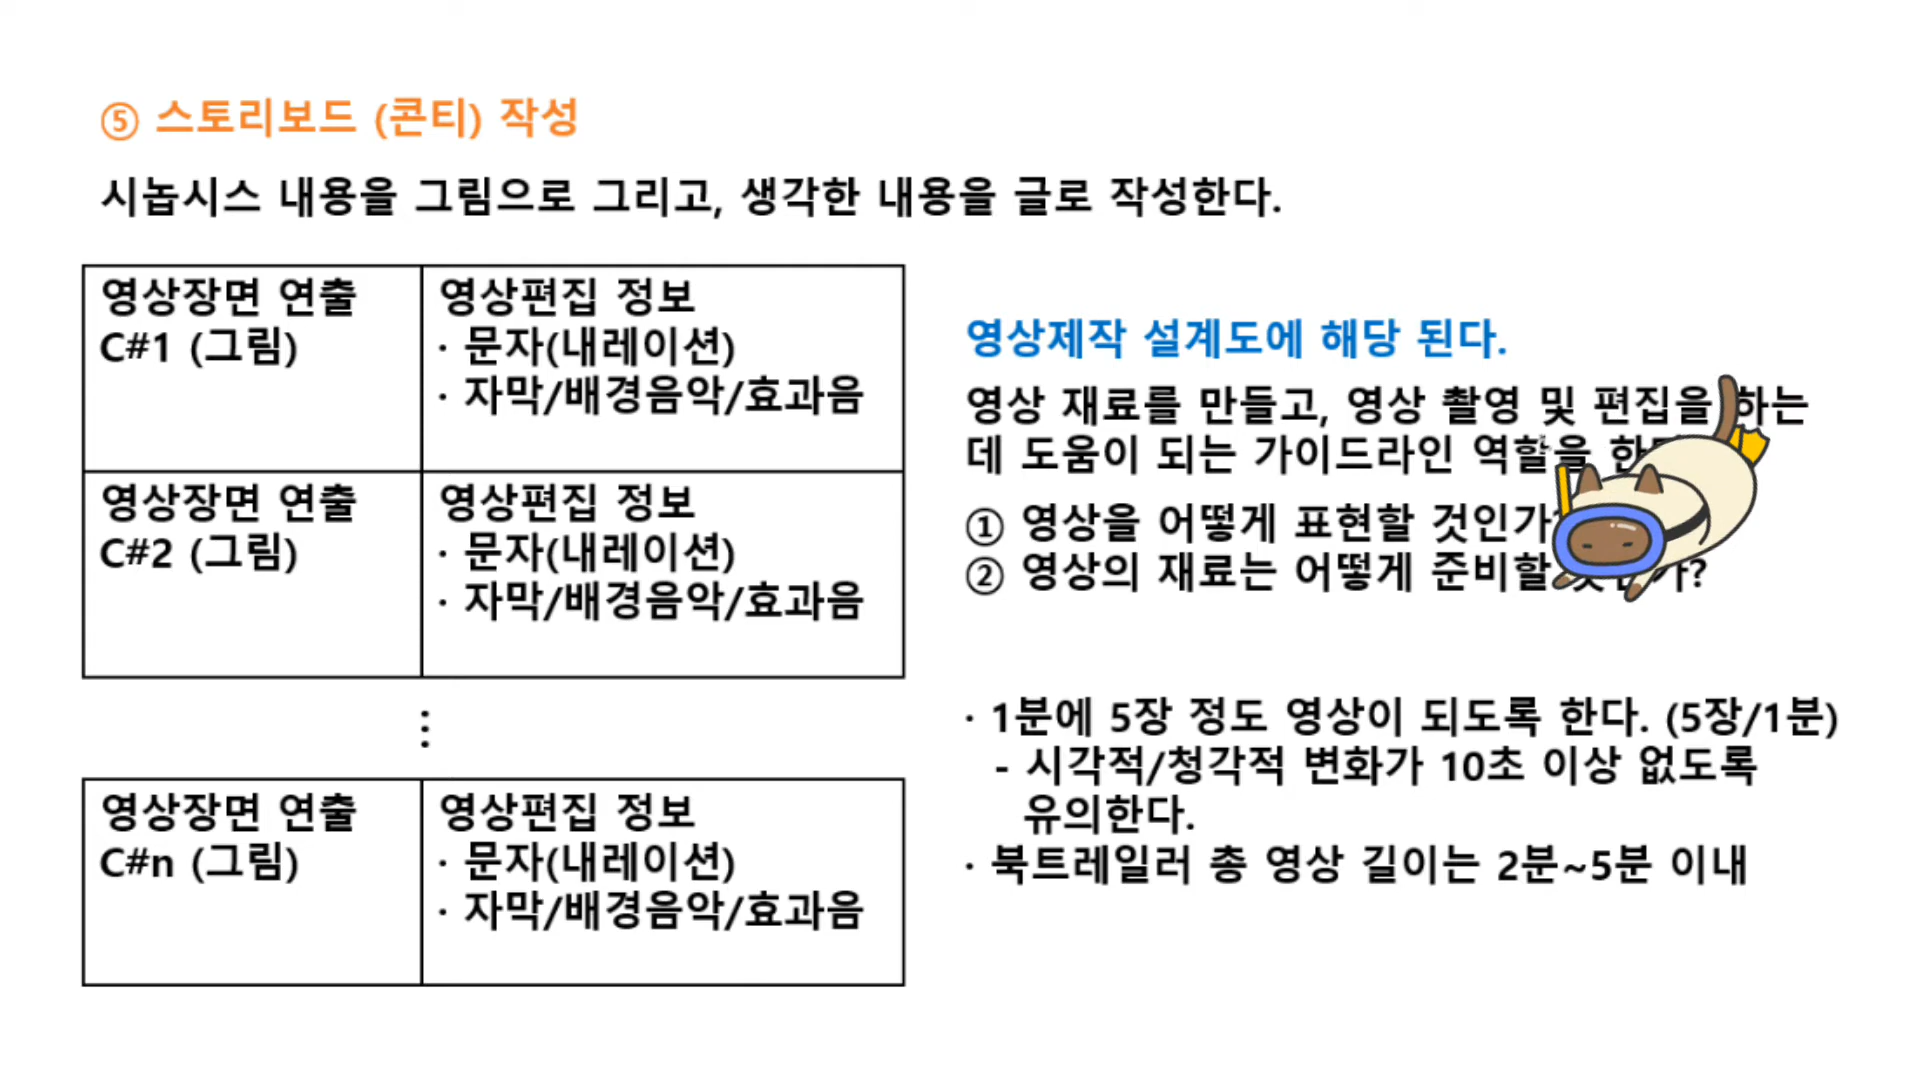 ⑤ 스토리보드 (콘티) 작성
시놉시스 내용을 그림으로 그리고, 생각한 내용을 글로 작성한다.
영상장면 연출
C#1 (그림)
영상편집 정보
· 문자(내레이션)
· 자막/배경음악/효과음
영상장면 연출
C#2 (그림)
영상편집 정보
· 문자(내레이션)
· 자막/배경음악/효과음
⋮
영상장면 연출
C#n (그림)
영상편집 정보
· 문자(내레이션)
· 자막/배경음악/효과음
영상제작 설계도에 해당 된다.
영상 재료를 만들고, 영상 촬영 및 편집을 하는
데 도움이 되는 가이드라인 역할을
① 영상을 어떻게 표현할 것인가?
② 영상의 재료는 어떻게 준비할
· 1분에 5장 정도 영상이 되도록 한다. (5장/1분)
- 시각적/청각적 변화가 10초 이상 없도록
유의한다.
· 북트레일러 총 영상 길이는 2분~5분 이내